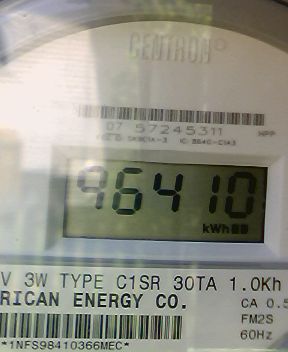 CENTRON®
07 57245311 HPP
96410
kWh
V 3W TYPE C1SR 30TA 1.0Kh
RICAN ENERGY CO. CA 0.5
FM2S
60Hz
*1NFS98410366MEC*